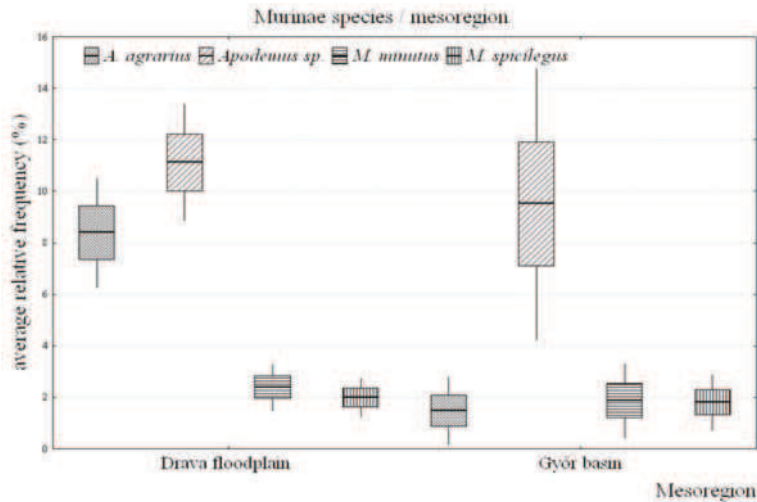 Murinae species / mesoregion
A. agrarius Apodemus sp. M. minutus M. spicilegus
average relative frequency (%)
16
14
12
10
8
6
4
2
0
Drava floodplain Győr basin
Mesoregion